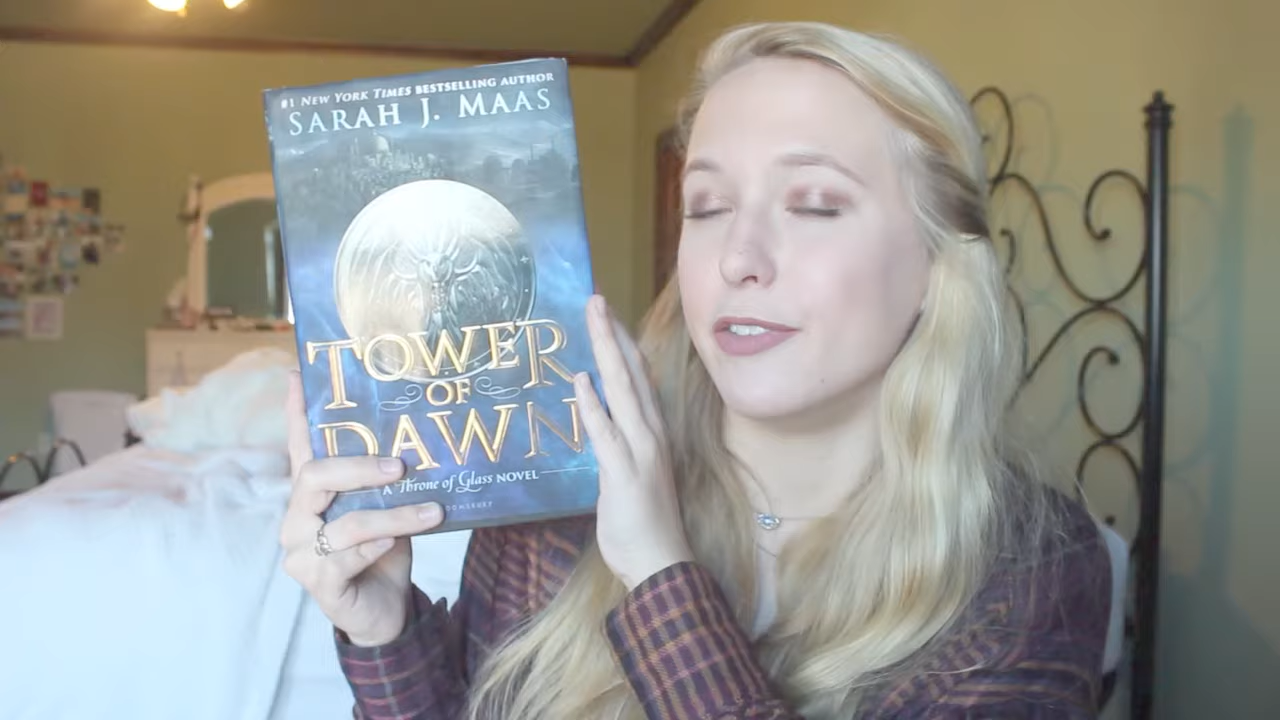 #1 NEW YORK TIMES BESTSELLING AUTHOR
SARAH J. MAAS
TOWER
OF
DAWN
A Throne of Glass NOVEL